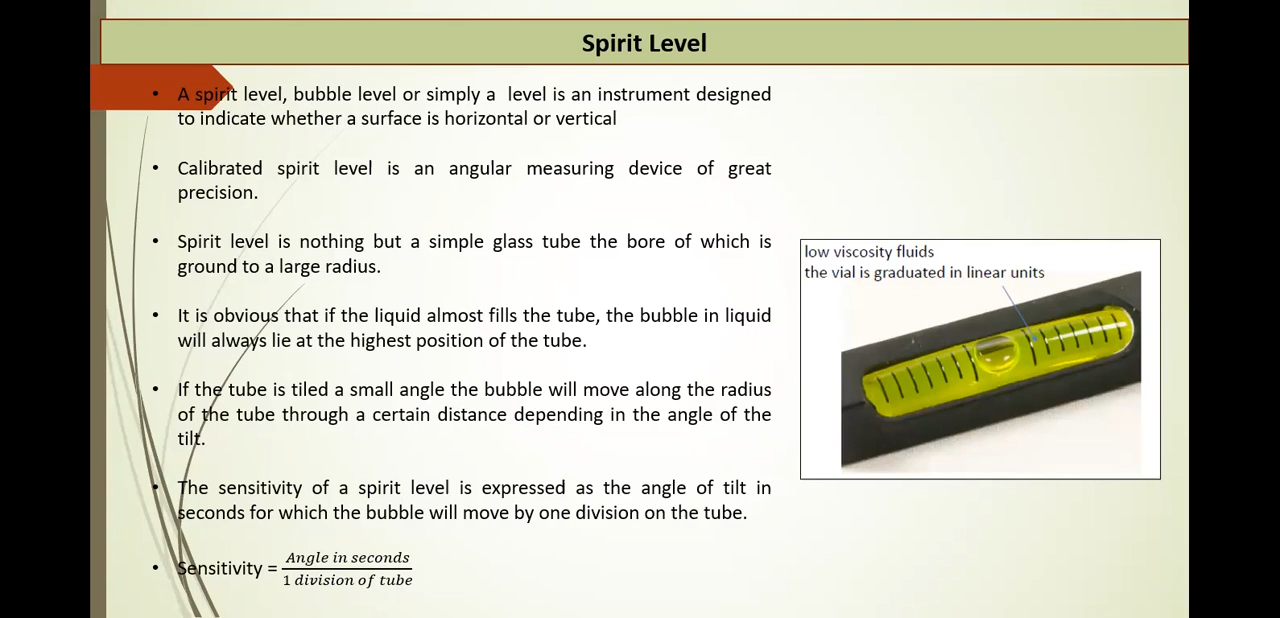 Spirit Level
• A spirit level, bubble level or simply a level is an instrument designed
to indicate whether a surface is horizontal or vertical
• Calibrated spirit level is an angular measuring device of great
precision.
• Spirit level is nothing but a simple glass tube the bore of which is
ground to a large radius.
• It is obvious that if the liquid almost fills the tube, the bubble in liquid
will always lie at the highest position of the tube.
• If the tube is tiled a small angle the bubble will move along the radius
of the tube through a certain distance depending in the angle of the
tilt.
• The sensitivity of a spirit level is expressed as the angle of tilt in
seconds for which the bubble will move by one division on the tube.
• Sensitivity = Angle in seconds / 1 division of tube
low viscosity fluids
the vial is graduated in linear units